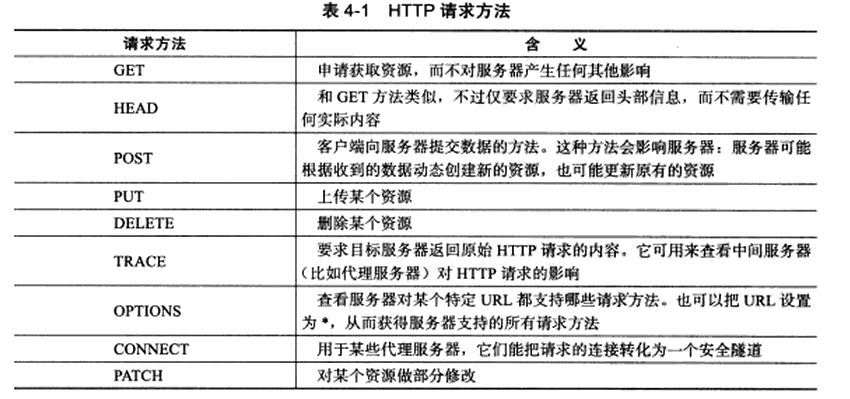 表 4-1 HTTP 请求方法
请求方法 含 义
GET 申请获取资源，而不对服务器产生任何其他影响
HEAD 和 GET 方法类似，不过仅要求服务器返回头部信息，而不需要传输任
何实际内容
POST 客户端向服务器提交数据的方法。这种方法会影响服务器：服务器可能
根据收到的数据动态创建新的资源，也可能更新原有的资源
PUT 上传某个资源
DELETE 删除某个资源
TRACE 要求目标服务器返回原始 HTTP 请求的内容。它可用来查看中间服务器
（比如代理服务器）对 HTTP 请求的影响
OPTIONS 查看服务器对某个特定 URL 都支持哪些请求方法。也可以把 URL 设置
为 *，从而获得服务器支持的所有请求方法
CONNECT 用于某些代理服务器，它们能把请求的连接转化为一个安全隧道
PATCH 对某个资源做部分修改